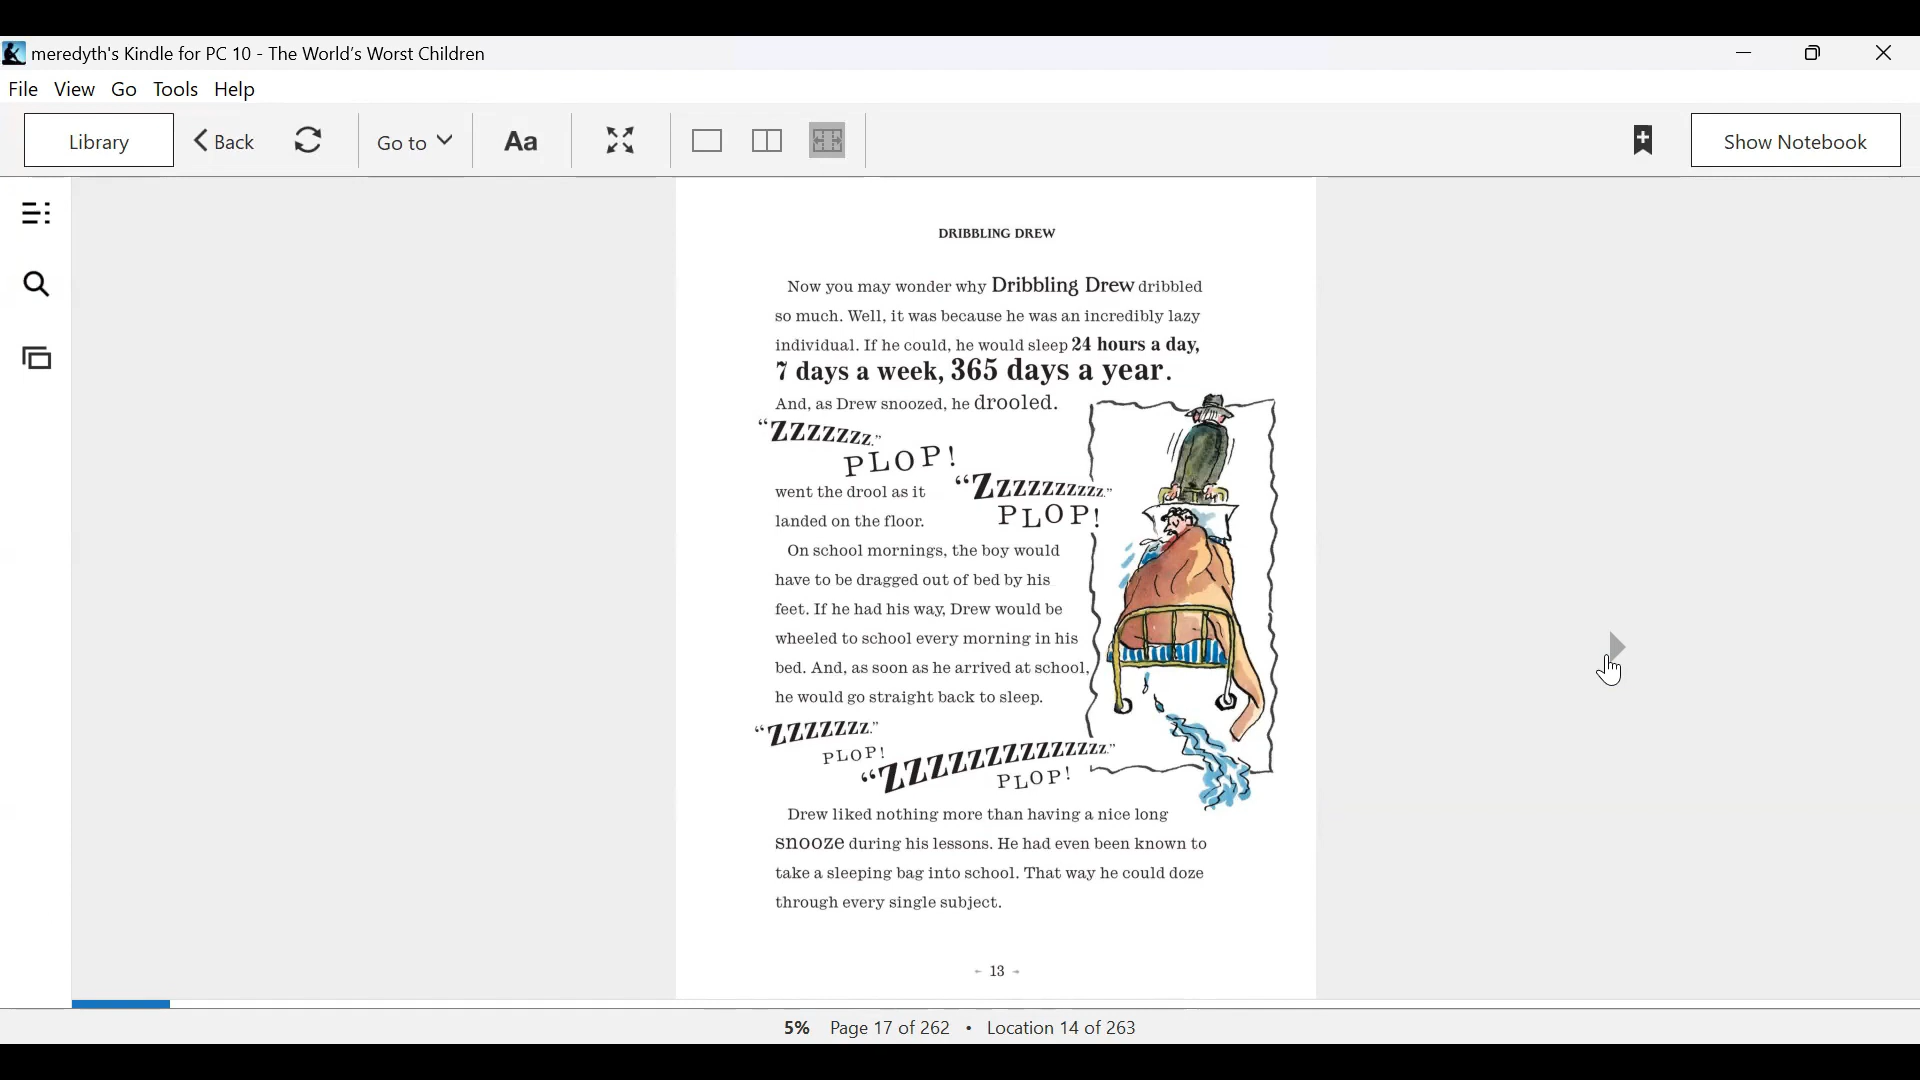 meredyth's Kindle for PC 10 - The World's Worst Children
File View Go Tools Help
Library Back Go to Aa Show Notebook
DRIBBLING DREW
Now you may wonder why Dribbling Drew dribbled
so much. Well, it was because he was an incredibly lazy
individual. If he could, he would sleep 24 hours a day,
7 days a week, 365 days a year.
And, as Drew snoozed, he drooled.
“Zzzzzzz.”
PLOP!
went the drool as it
landed on the floor.
“Zzzzzzzzzz.”
PLOP!
On school mornings, the boy would
have to be dragged out of bed by his
feet. If he had his way, Drew would be
wheeled to school every morning in his
bed. And, as soon as he arrived at school,
he would go straight back to sleep.
“Zzzzzzz.”
PLOP!
“Zzzzzzzzzzzzzz.”
PLOP!
Drew liked nothing more than having a nice long
snooze during his lessons. He had even been known to
take a sleeping bag into school. That way he could doze
through every single subject.
13
5% Page 17 of 262 • Location 14 of 263